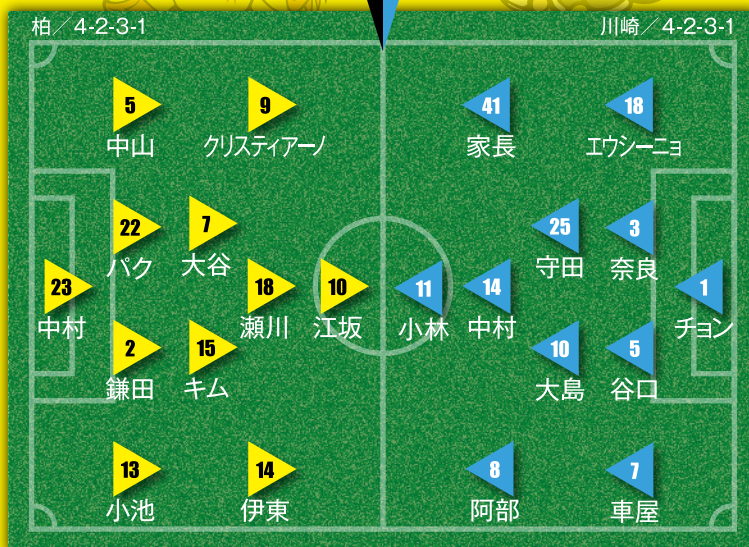 柏／4-2-3-1
川崎／4-2-3-1
5
中山
9
クリスティアーノ
41
家長
18
エウシーニョ
22
パク
7
大谷
25
守田
3
奈良
23
中村
18
瀬川
10
江坂
11
小林
14
中村
1
チョン
2
鎌田
15
キム
10
大島
5
谷口
13
小池
14
伊東
8
阿部
7
車屋